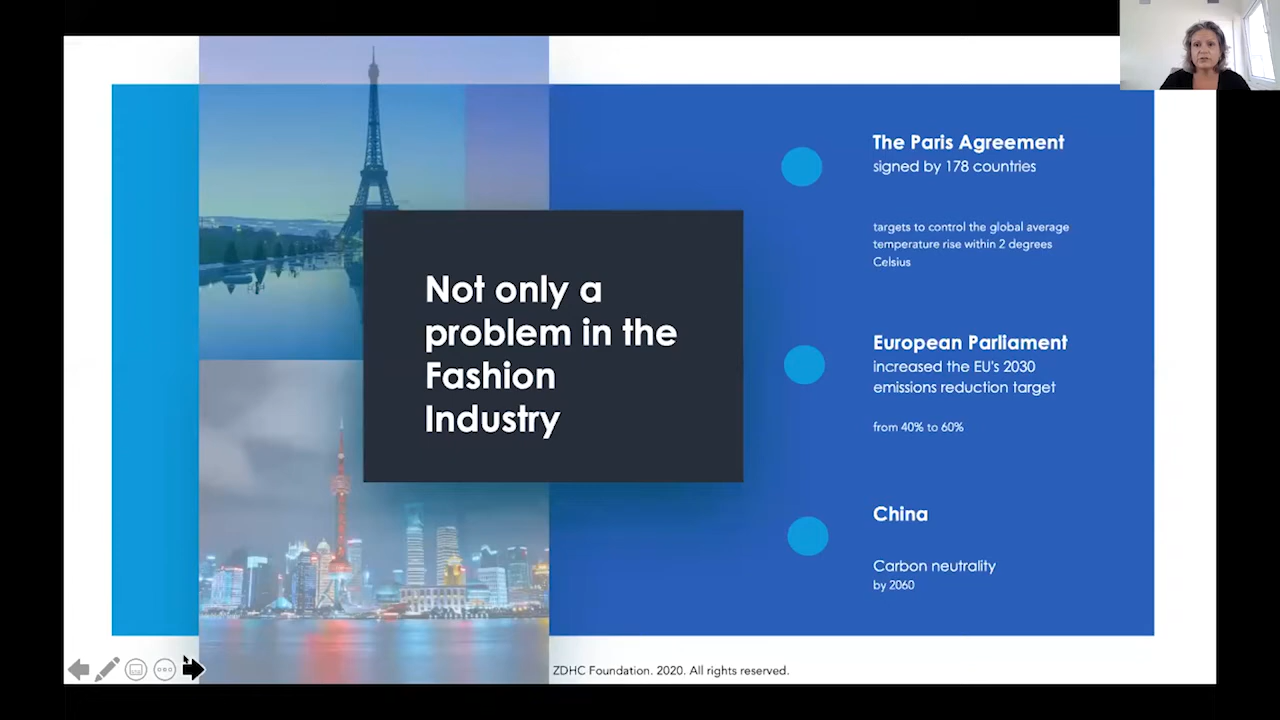 Not only a
problem in the
Fashion
Industry
The Paris Agreement
signed by 178 countries
targets to control the global average
temperature rise within 2 degrees
Celsius
European Parliament
increased the EU's 2030
emissions reduction target
from 40% to 60%
China
Carbon neutrality
by 2060
ZDHC Foundation. 2020. All rights reserved.